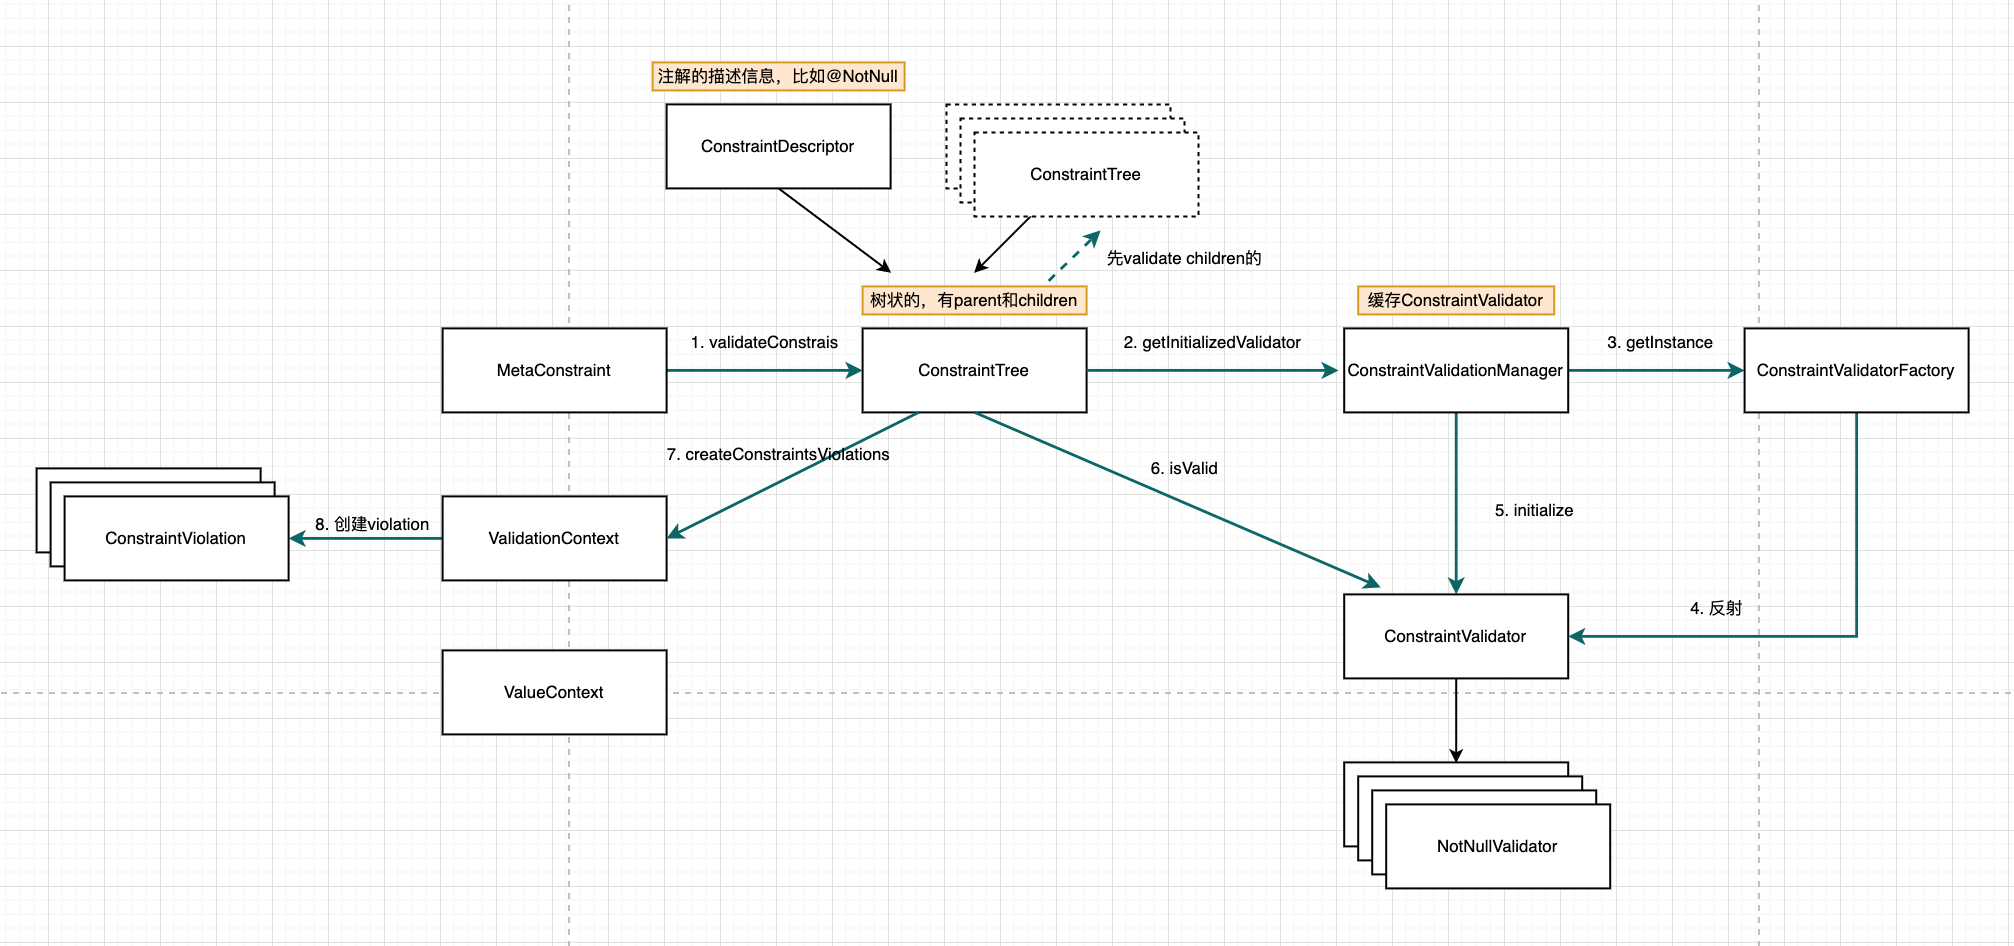 注解的描述信息，比如@NotNull
ConstraintDescriptor
ConstraintTree
先validate children的
树状的，有parent和children
缓存ConstraintValidator
MetaConstraint
1. validateConstrais
ConstraintTree
2. getInitializedValidator
ConstraintValidationManager
3. getInstance
ConstraintValidatorFactory
7. createConstraintsViolations
6. isValid
5. initialize
ConstraintViolation
8. 创建violation
ValidationContext
4. 反射
ConstraintValidator
ValueContext
NotNullValidator